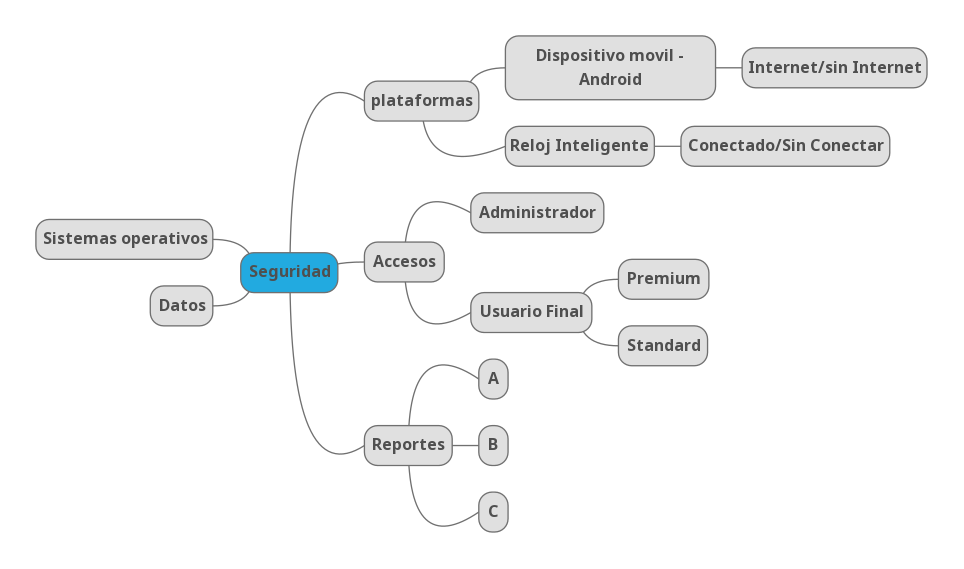 Dispositivo movil -
Android
Internet/sin Internet
plataformas
Reloj Inteligente
Conectado/Sin Conectar
Administrador
Sistemas operativos
Accesos
Seguridad
Premium
Datos
Usuario Final
Standard
A
Reportes
B
C